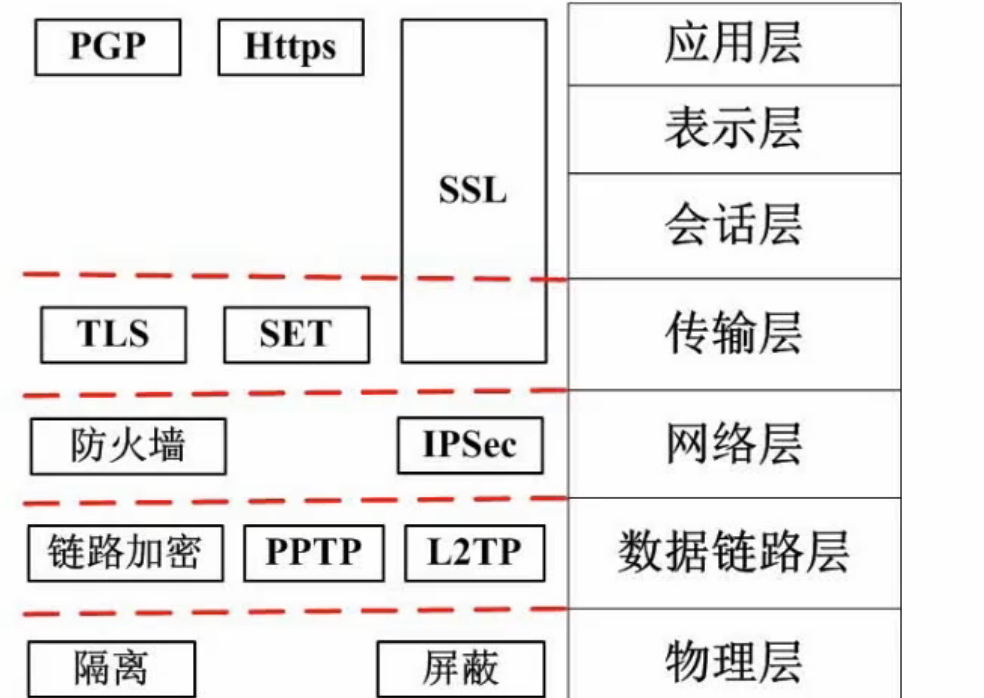 PGP Https 应用层
表示层
SSL
会话层
TLS SET 传输层
防火墙 IPSec 网络层
链路加密 PPTP L2TP 数据链路层
隔离 屏蔽 物理层